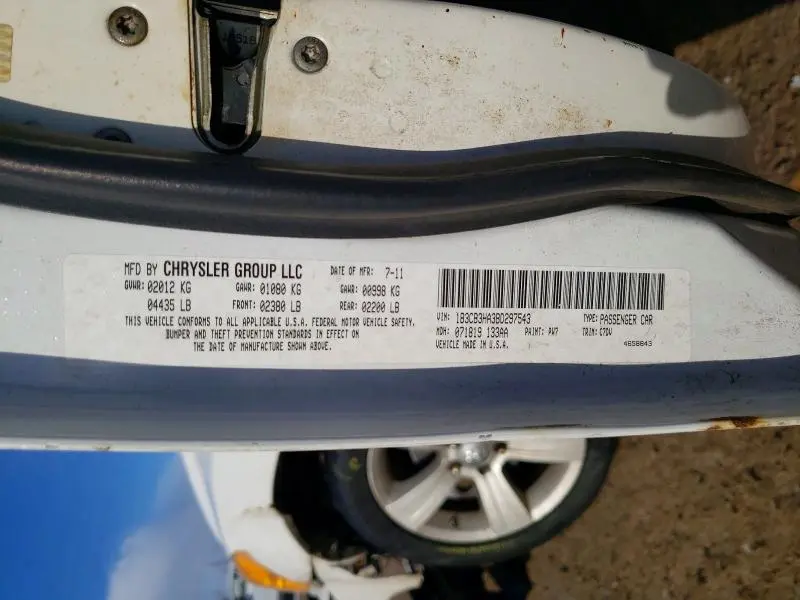 MFD BY CHRYSLER GROUP LLC DATE OF MFR: 7-11
GVWR: 02012 KG GAWR: 01080 KG GAWR: 00998 KG
04435 LB FRONT: 02380 LB REAR: 02200 LB
THIS VEHICLE CONFORMS TO ALL APPLICABLE U.S.A. FEDERAL MOTOR VEHICLE SAFETY,
BUMPER AND THEFT PREVENTION STANDARDS IN EFFECT ON
THE DATE OF MANUFACTURE SHOWN ABOVE.
VIN: 1B3CB3HA3BD297543 TYPE: PASSENGER CAR
MDH: 071819 133AA PAINT: PW7 TRIM: C7DV
VEHICLE MADE IN U.S.A. 4658643